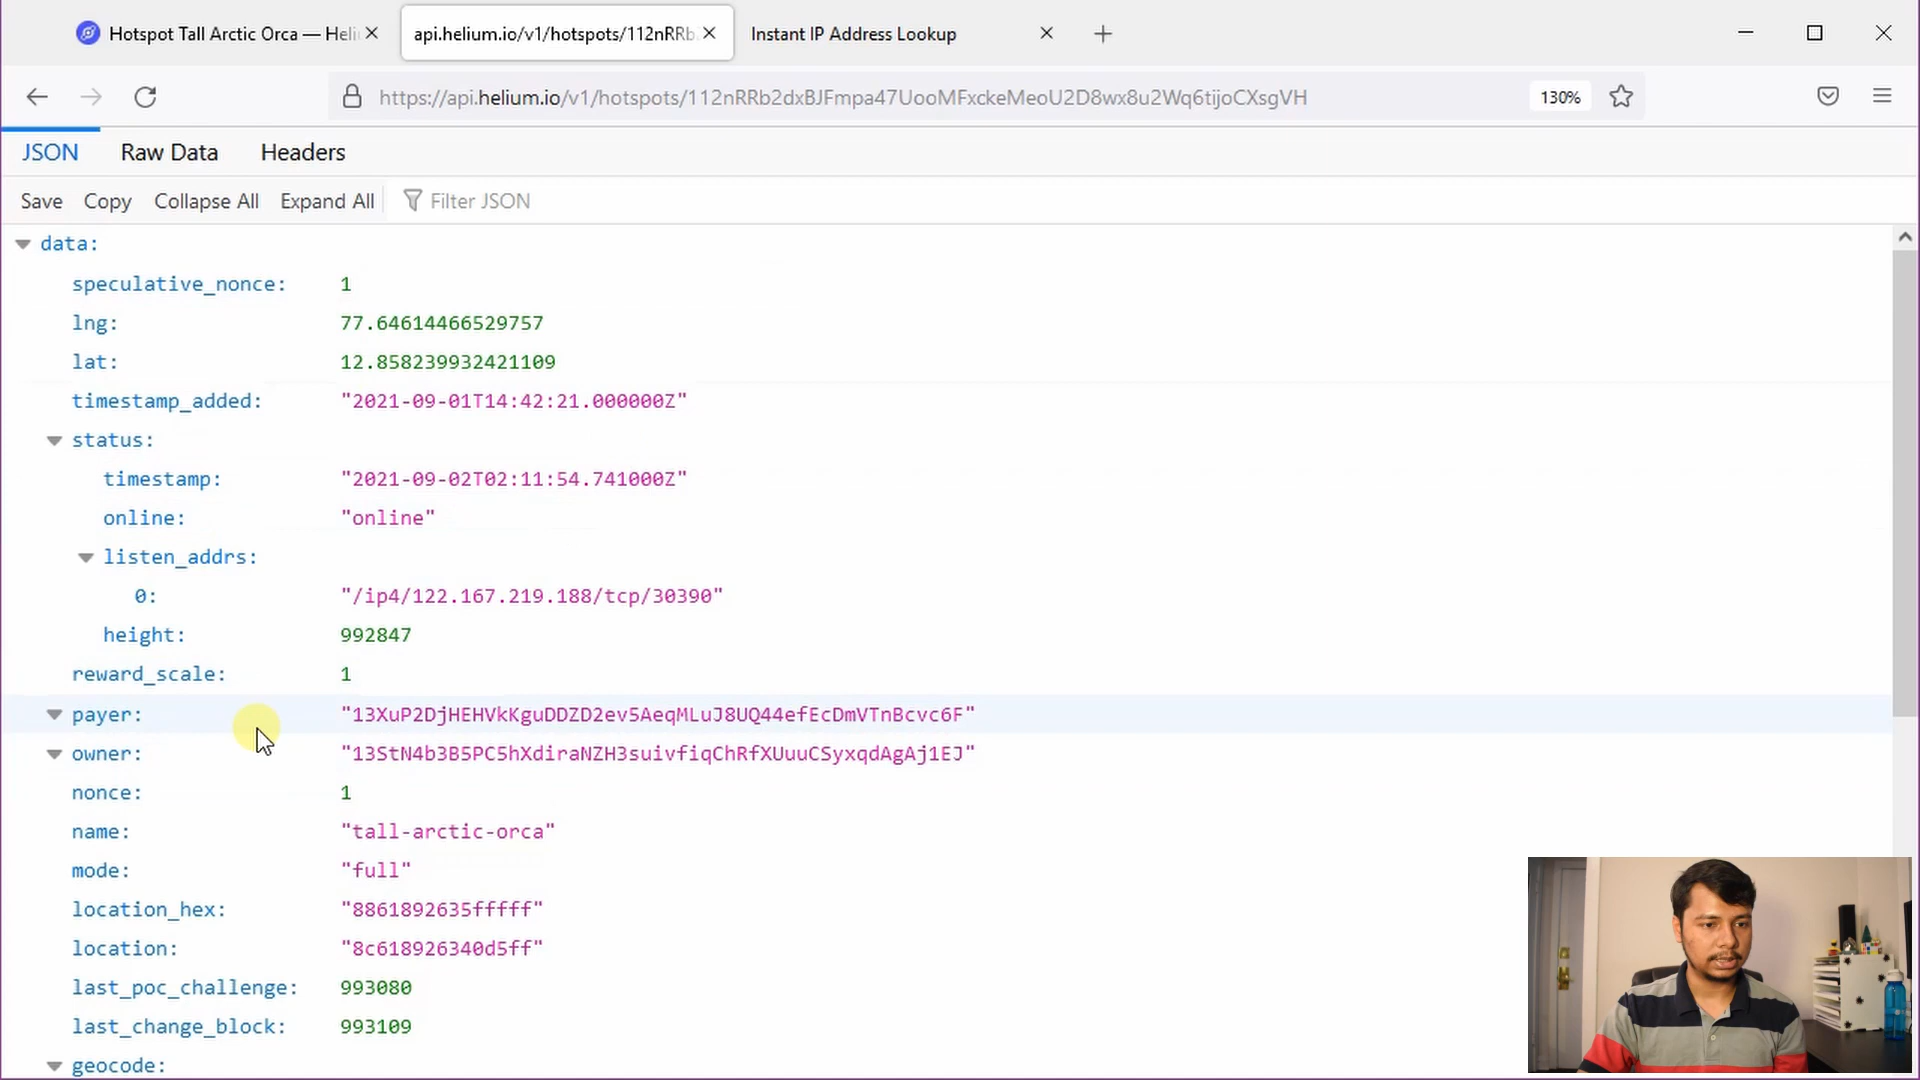 Hotspot Tall Arctic Orca — Heli
api.helium.io/v1/hotspots/112nRRb
Instant IP Address Lookup
https://api.helium.io/v1/hotspots/112nRRb2dxBJFmpa47UooMFxckeMeoU2D8wx8u2Wq6tijoCXsgVH
130%
JSON Raw Data Headers
Save Copy Collapse All Expand All Filter JSON
data:
speculative_nonce: 1
lng: 77.64614466529757
lat: 12.858239932421109
timestamp_added: "2021-09-01T14:42:21.000000Z"
status:
timestamp: "2021-09-02T02:11:54.741000Z"
online: "online"
listen_addrs:
0: "/ip4/122.167.219.188/tcp/30390"
height: 992847
reward_scale: 1
payer: "13XuP2DjHEHVkKguDDZD2ev5AeqMLuJ8UQ44efEcDmVTnBcvc6F"
owner: "13StN4b3B5PC5hXdiraNZH3suivfiqChRfXUuuCSyxqdAgAj1EJ"
nonce: 1
name: "tall-arctic-orca"
mode: "full"
location_hex: "8861892635fffff"
location: "8c618926340d5ff"
last_poc_challenge: 993080
last_change_block: 993109
geocode: